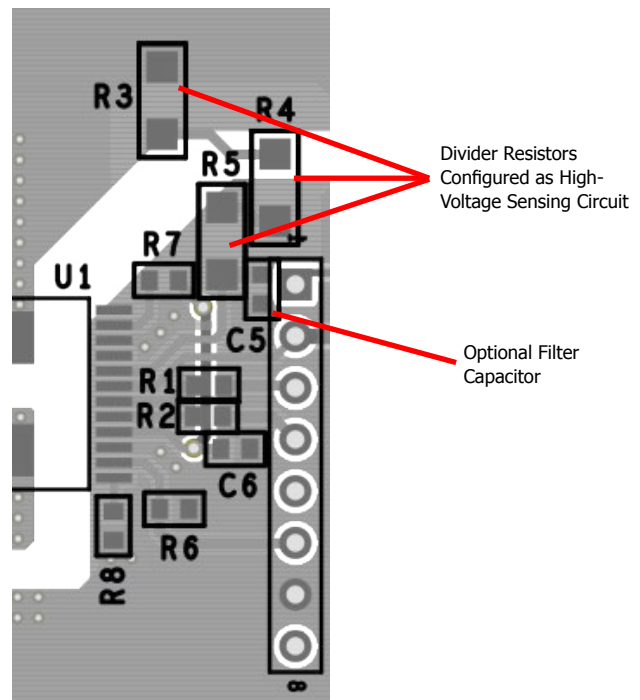 R3
R4
R5
Divider Resistors
Configured as High-
Voltage Sensing Circuit
R7
U1
1
C5
Optional Filter
Capacitor
R1
R2
C6
R6
R8
8